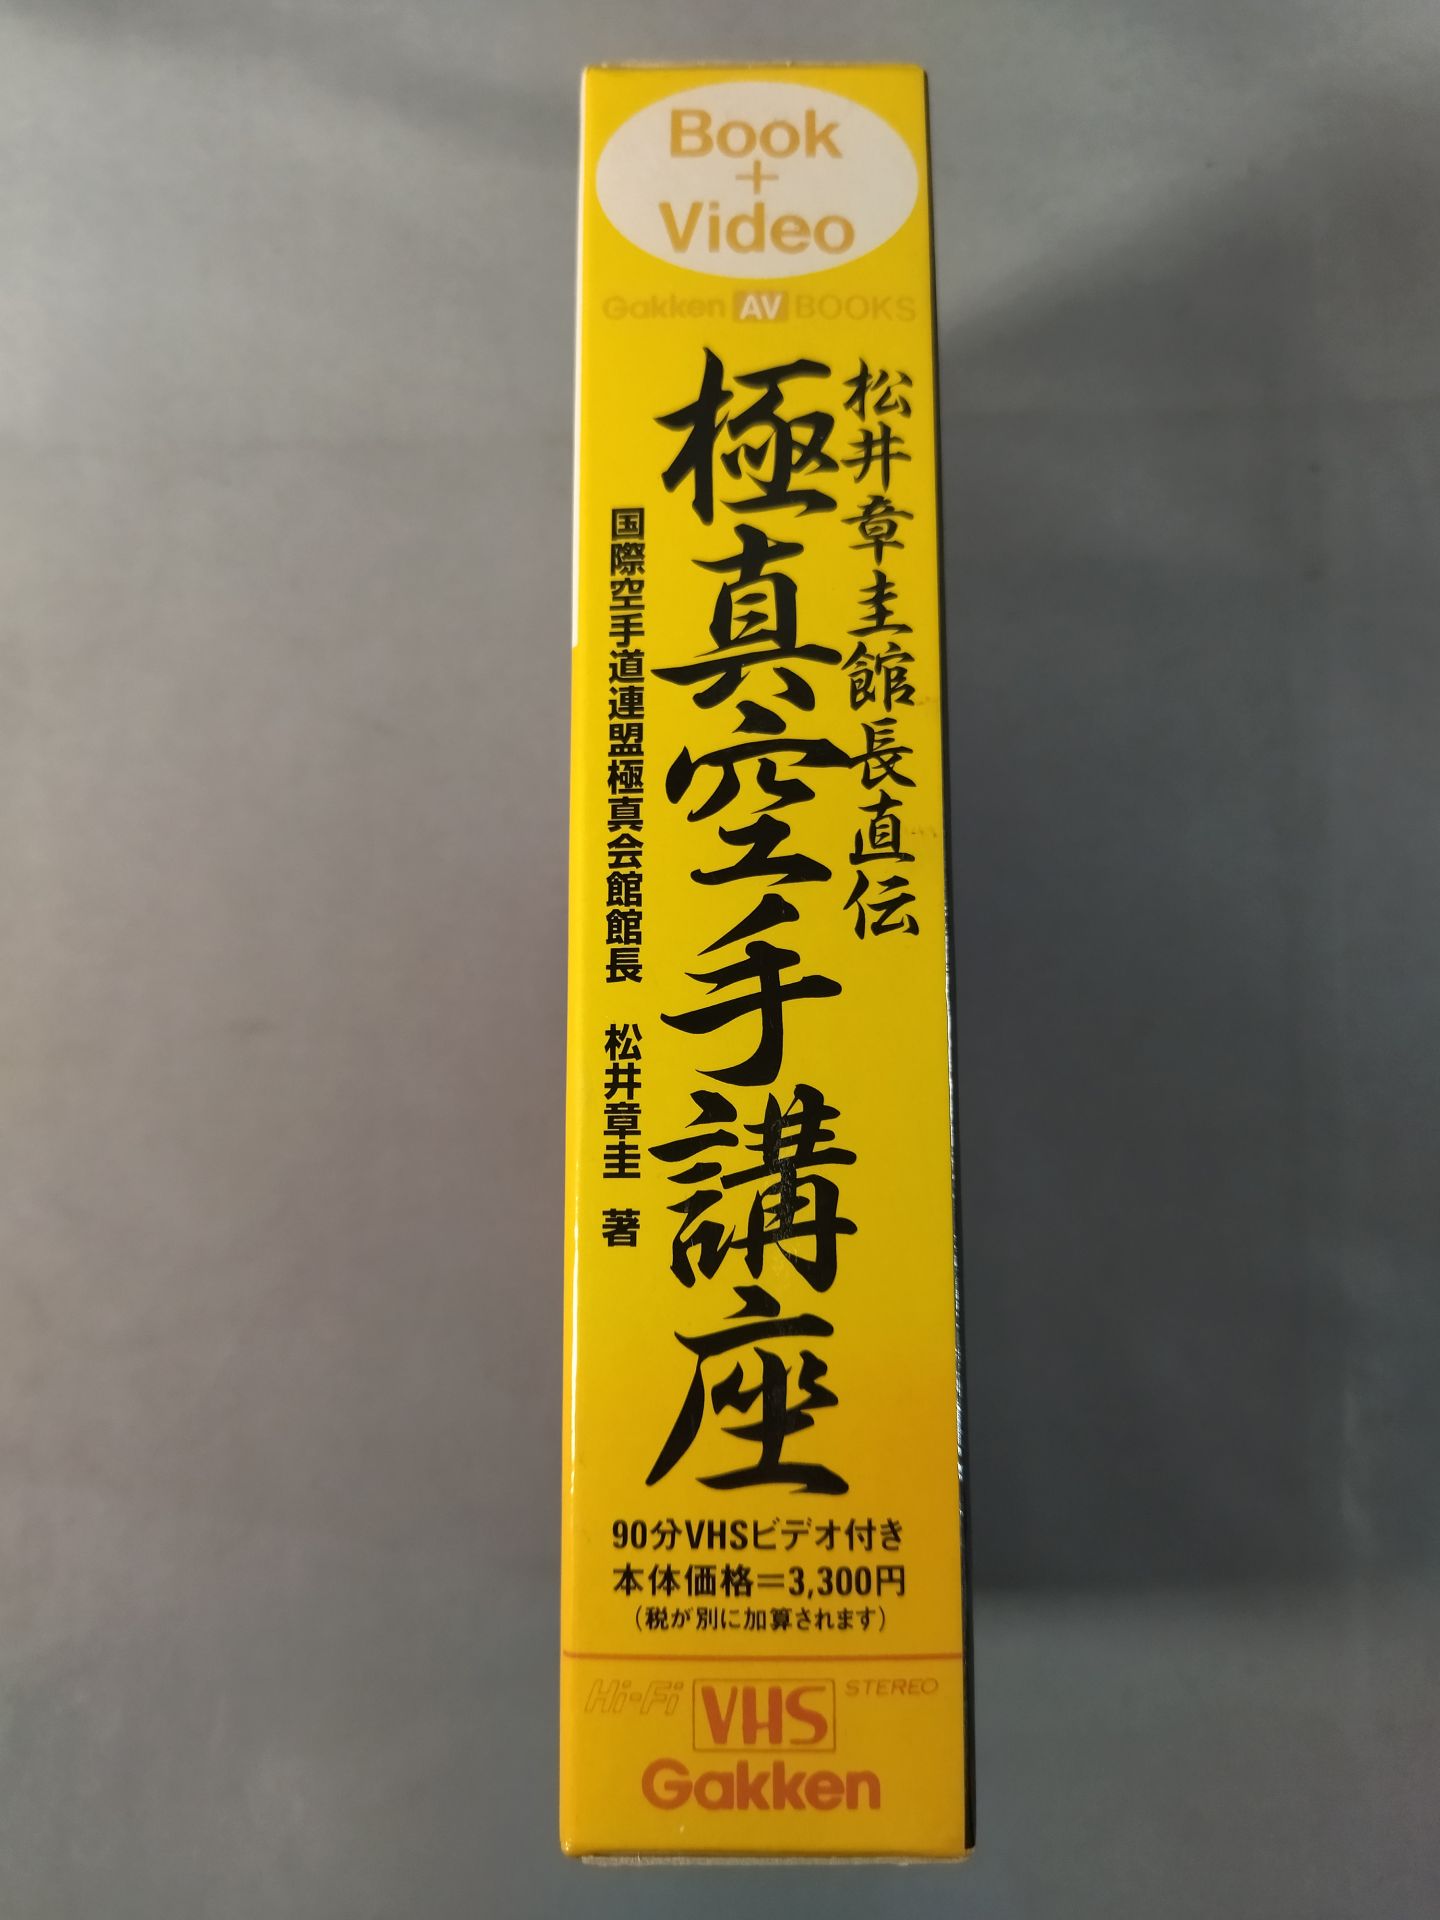 Book
+
Video
Gakken AV BOOKS
松井章圭館長直伝
極真空手講座
国際空手道連盟極真会館館長 松井章圭 著
90分VHSビデオ付き
本体価格=3,300円
(税が別に加算されます)
Hi-Fi VHS STEREO
Gakken